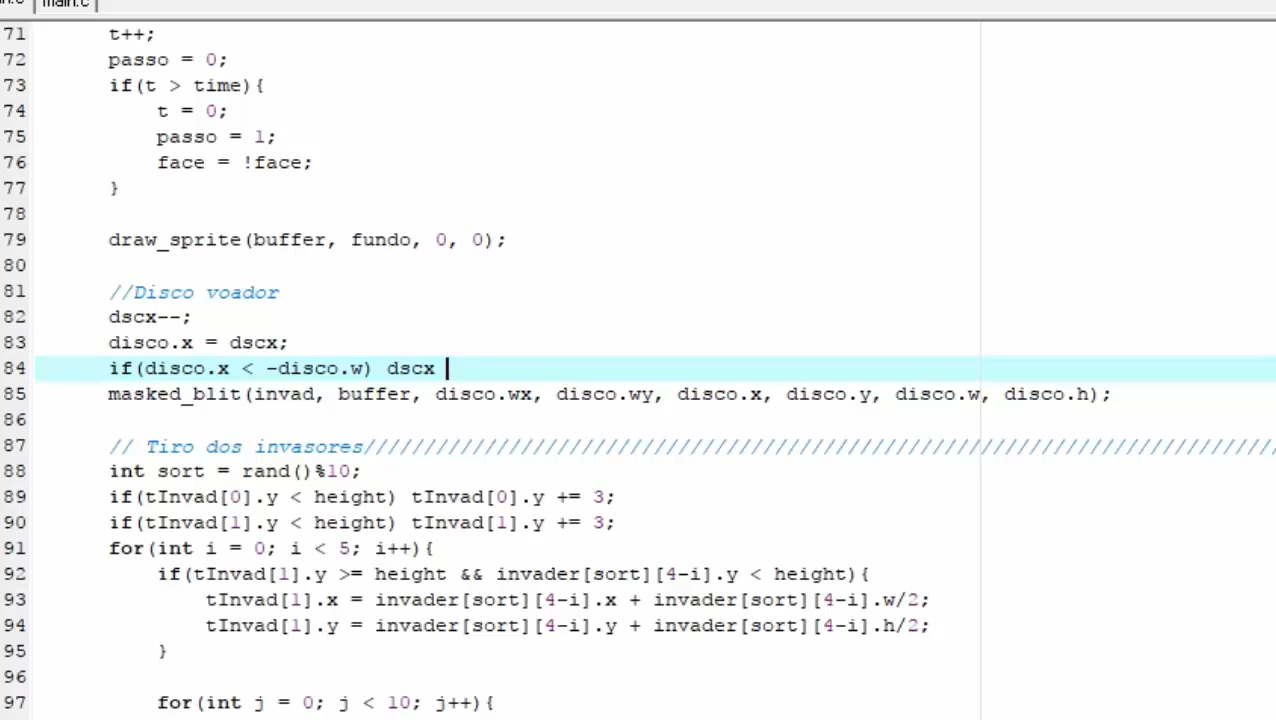 main.c
71 t++;
72 passo = 0;
73 if(t > time){
74 t = 0;
75 passo = 1;
76 face = !face;
77 }
78
79 draw_sprite(buffer, fundo, 0, 0);
80
81 //Disco voador
82 dscx--;
83 disco.x = dscx;
84 if(disco.x < -disco.w) dscx
85 masked_blit(invad, buffer, disco.wx, disco.wy, disco.x, disco.y, disco.w, disco.h);
86
87 // Tiro dos invasores//////////////////////////////////////////////////////////////////////////
88 int sort = rand()%10;
89 if(tInvad[0].y < height) tInvad[0].y += 3;
90 if(tInvad[1].y < height) tInvad[1].y += 3;
91 for(int i = 0; i < 5; i++){
92 if(tInvad[1].y >= height && invader[sort][4-i].y < height){
93 tInvad[1].x = invader[sort][4-i].x + invader[sort][4-i].w/2;
94 tInvad[1].y = invader[sort][4-i].y + invader[sort][4-i].h/2;
95 }
96
97 for(int j = 0; j < 10; j++){